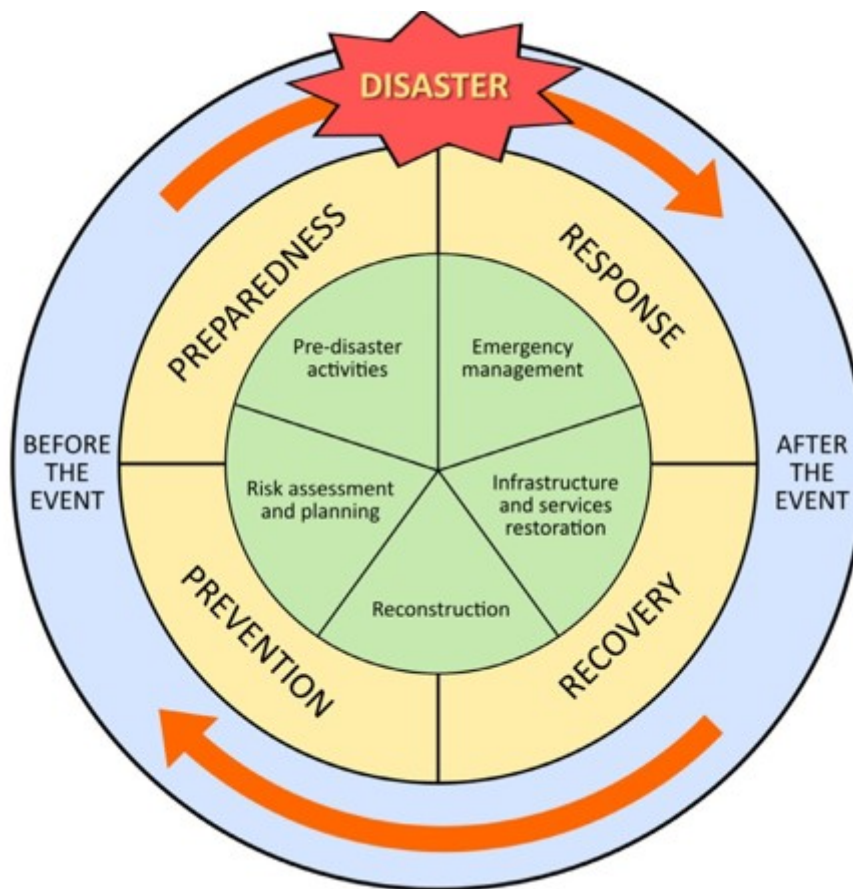 DISASTER
PREPAREDNESS
RESPONSE
Pre-disaster
activities
Emergency
management
BEFORE
THE
EVENT
AFTER
THE
EVENT
Risk assessment
and planning
Infrastructure
and services
restoration
Reconstruction
PREVENTION
RECOVERY